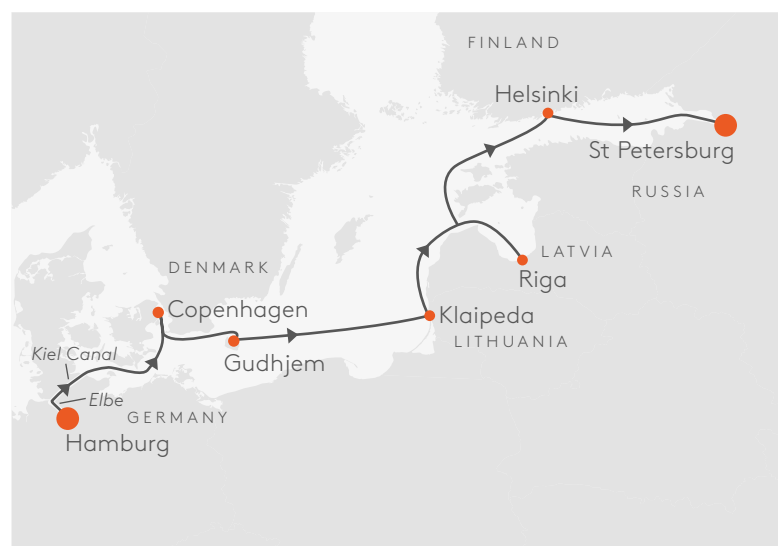 FINLAND
Helsinki
St Petersburg
RUSSIA
LATVIA
Riga
DENMARK
Copenhagen
Klaipeda
LITHUANIA
Gudhjem
Kiel Canal
Elbe
GERMANY
Hamburg